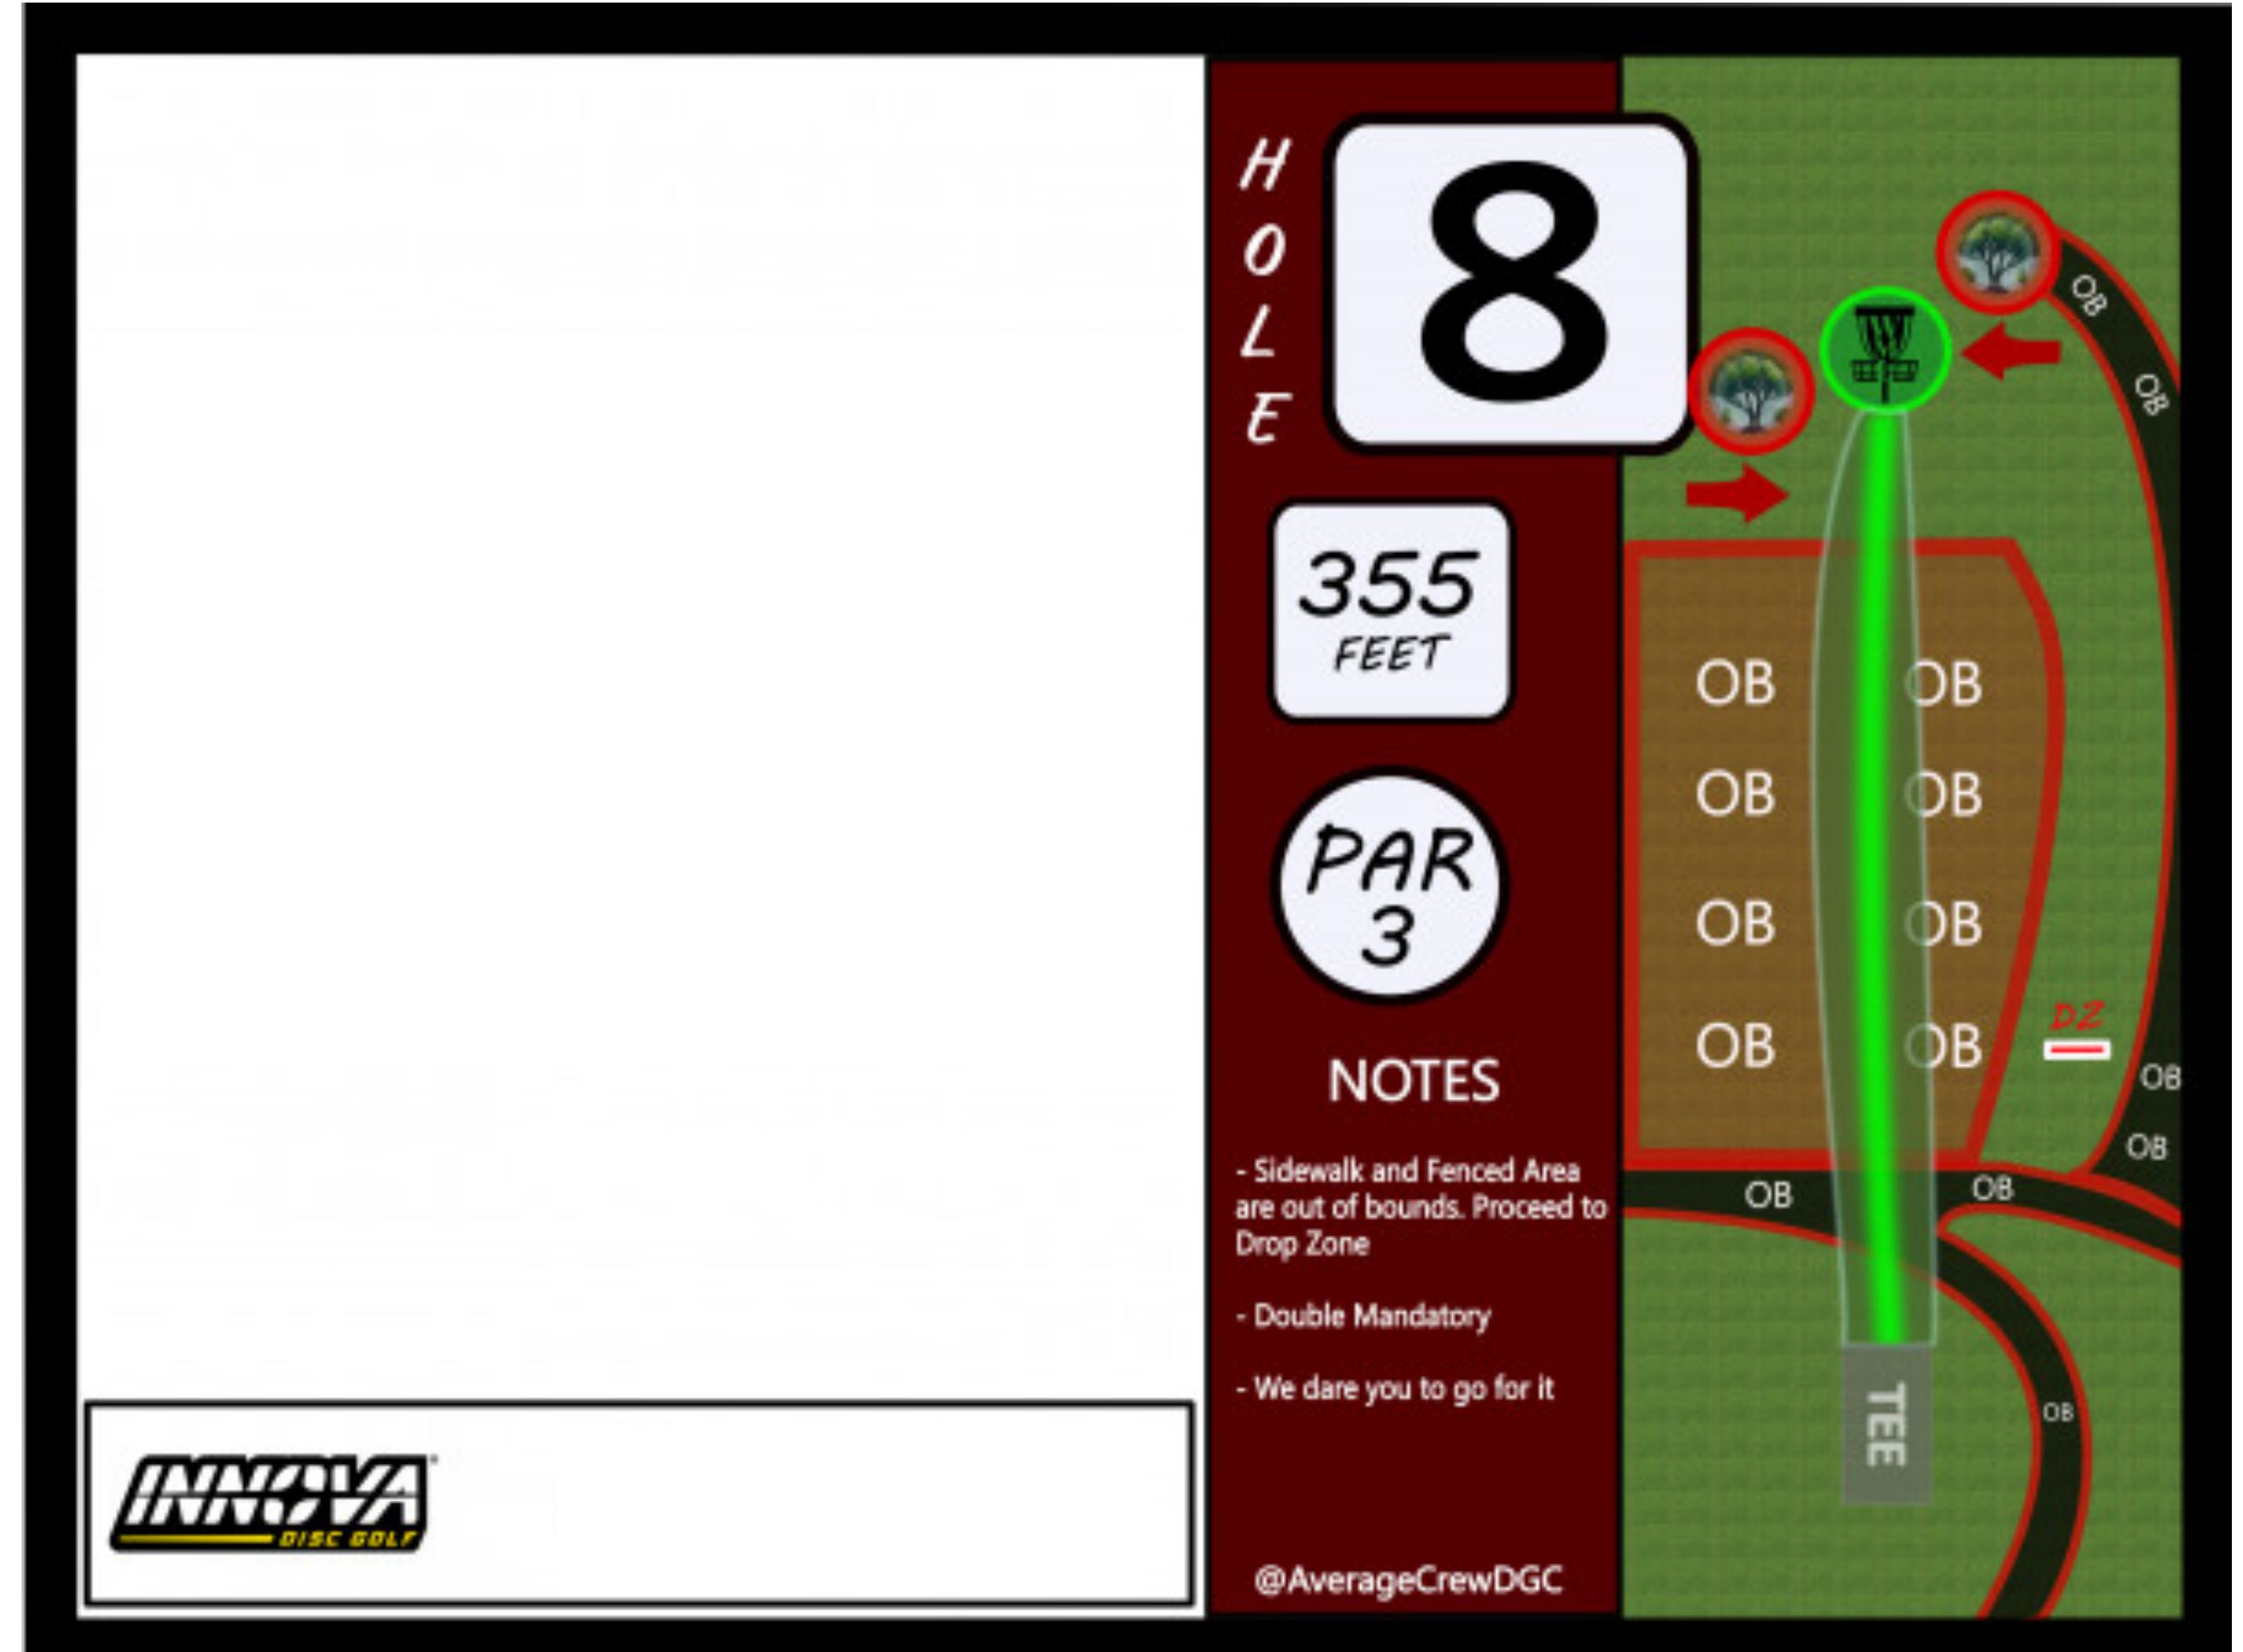 H
O
L
E
8
355
FEET
PAR
3
NOTES
- Sidewalk and Fenced Area
are out of bounds. Proceed to
Drop Zone
- Double Mandatory
- We dare you to go for it
@AverageCrewDGC
INNOVA
DISC GOLF
OB
OB
OB OB
OB OB
OB OB
OB OB
DZ
OB
OB
OB OB
OB
TEE